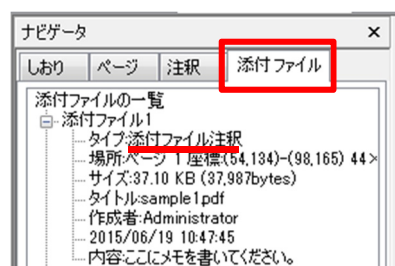 ナビゲータ ×
しおり ページ 注釈 添付ファイル
添付ファイルの一覧
添付ファイル1
タイプ:添付ファイル注釈
場所:ページ 1 座標:(54,134)-(98,165) 44×
サイズ:37.10 KB (37,987bytes)
タイトル:sample1.pdf
作成者:Administrator
2015/06/19 10:47:45
内容:ここにメモを書いてください。